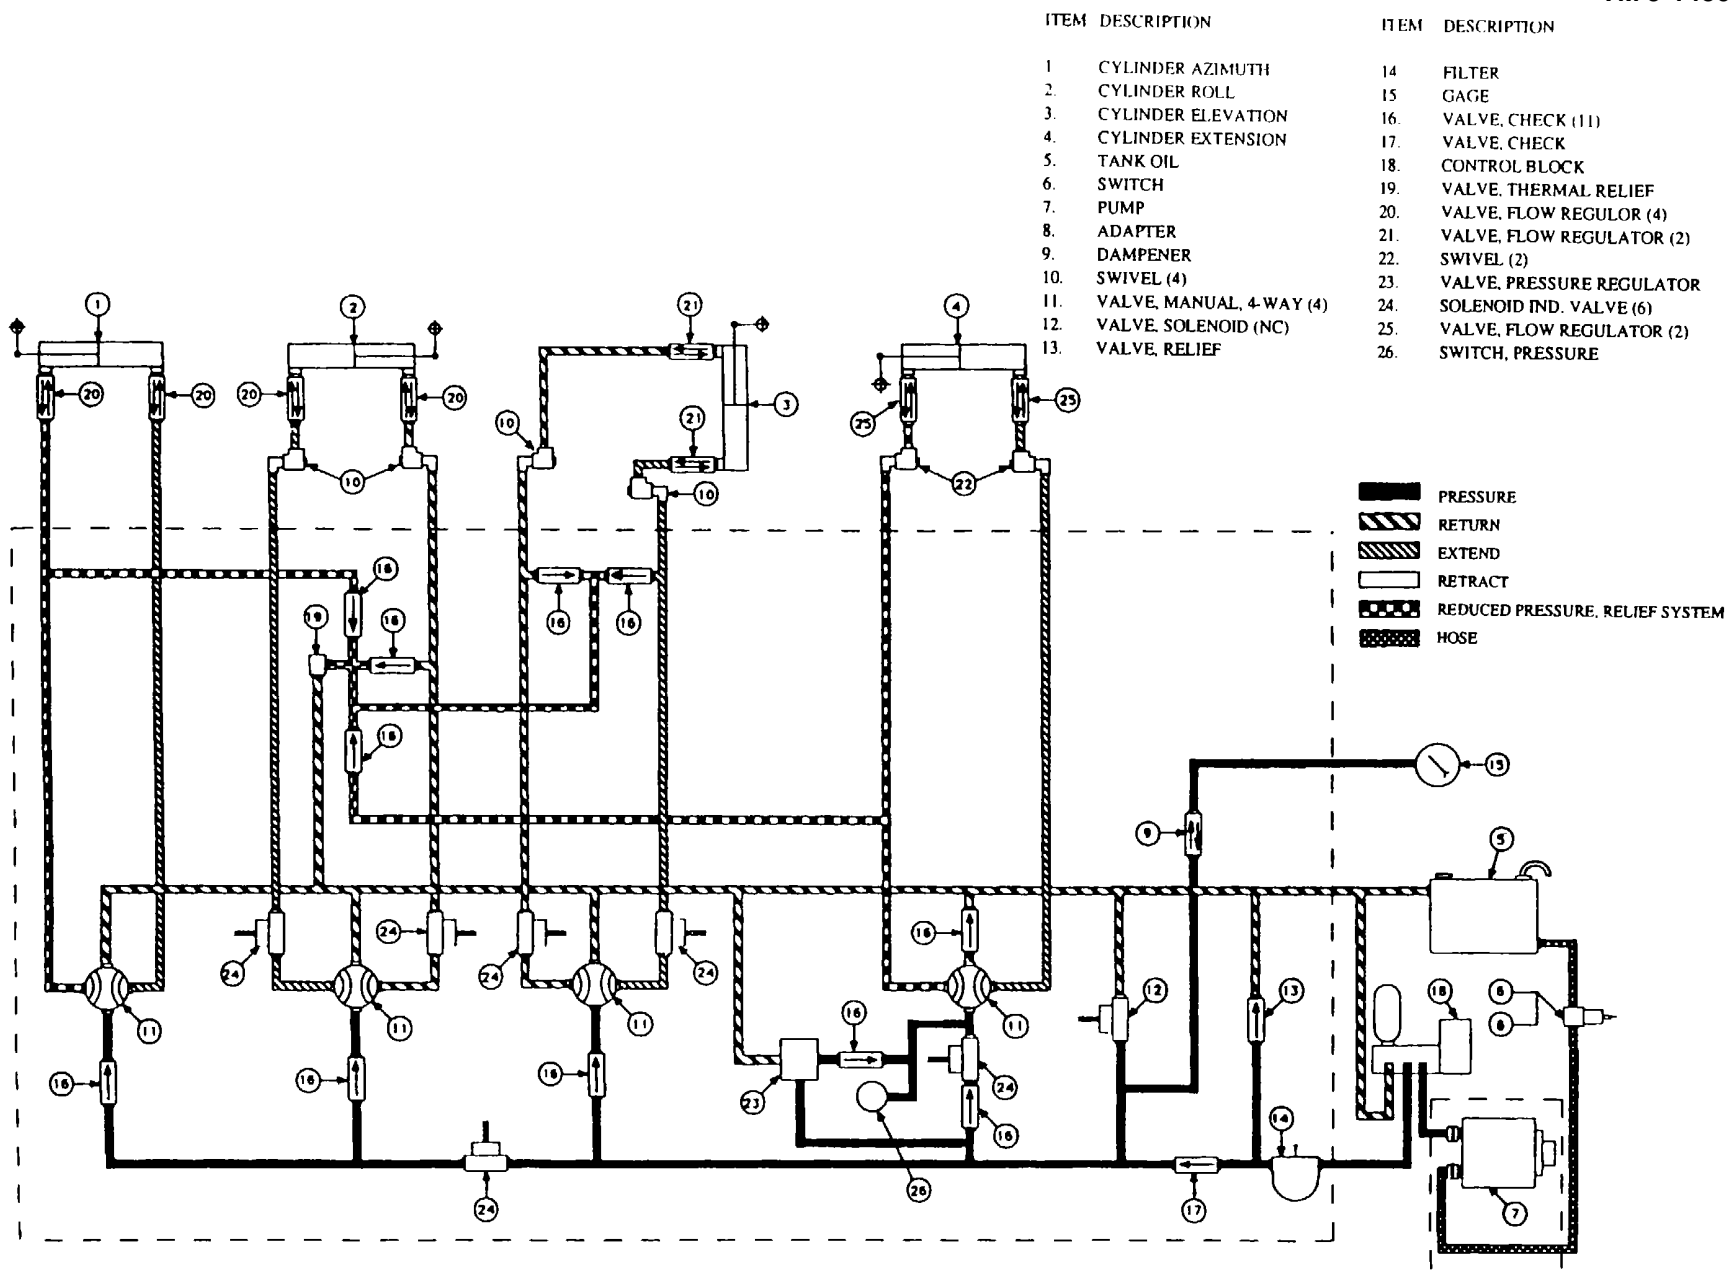 ITEM DESCRIPTION
1 CYLINDER AZIMUTH
2. CYLINDER ROLL
3. CYLINDER ELEVATION
4. CYLINDER EXTENSION
5. TANK OIL
6. SWITCH
7. PUMP
8. ADAPTER
9. DAMPENER
10. SWIVEL (4)
11. VALVE, MANUAL, 4-WAY (4)
12. VALVE, SOLENOID (NC)
13. VALVE, RELIEF
ITEM DESCRIPTION
14 FILTER
15 GAGE
16. VALVE, CHECK (11)
17. VALVE, CHECK
18. CONTROL BLOCK
19. VALVE, THERMAL RELIEF
20. VALVE, FLOW REGULOR (4)
21. VALVE, FLOW REGULATOR (2)
22. SWIVEL (2)
23. VALVE, PRESSURE REGULATOR
24. SOLENOID IND. VALVE (6)
25. VALVE, FLOW REGULATOR (2)
26. SWITCH, PRESSURE
1
2
21
4
20
20
20
20
21
3
25
25
10
10
10
22
PRESSURE
RETURN
EXTEND
RETRACT
REDUCED PRESSURE, RELIEF SYSTEM
HOSE
16
19
16
16
16
16
15
9
5
24
24
24
24
16
11
11
11
11
12
13
18
6
8
16
16
16
16
23
24
16
26
14
24
17
7